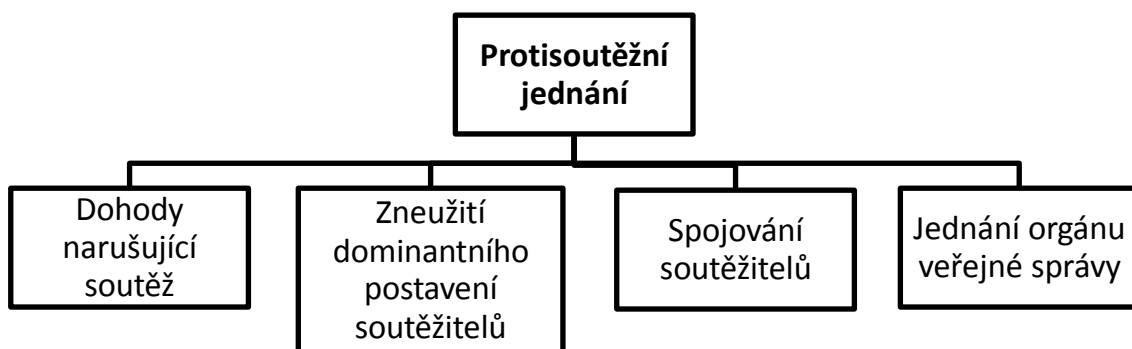 Protisoutěžní
jednání
Dohody
narušující
soutěž
Zneužití
dominantního
postavení
soutěžitelů
Spojování
soutěžitelů
Jednání orgánu
veřejné správy